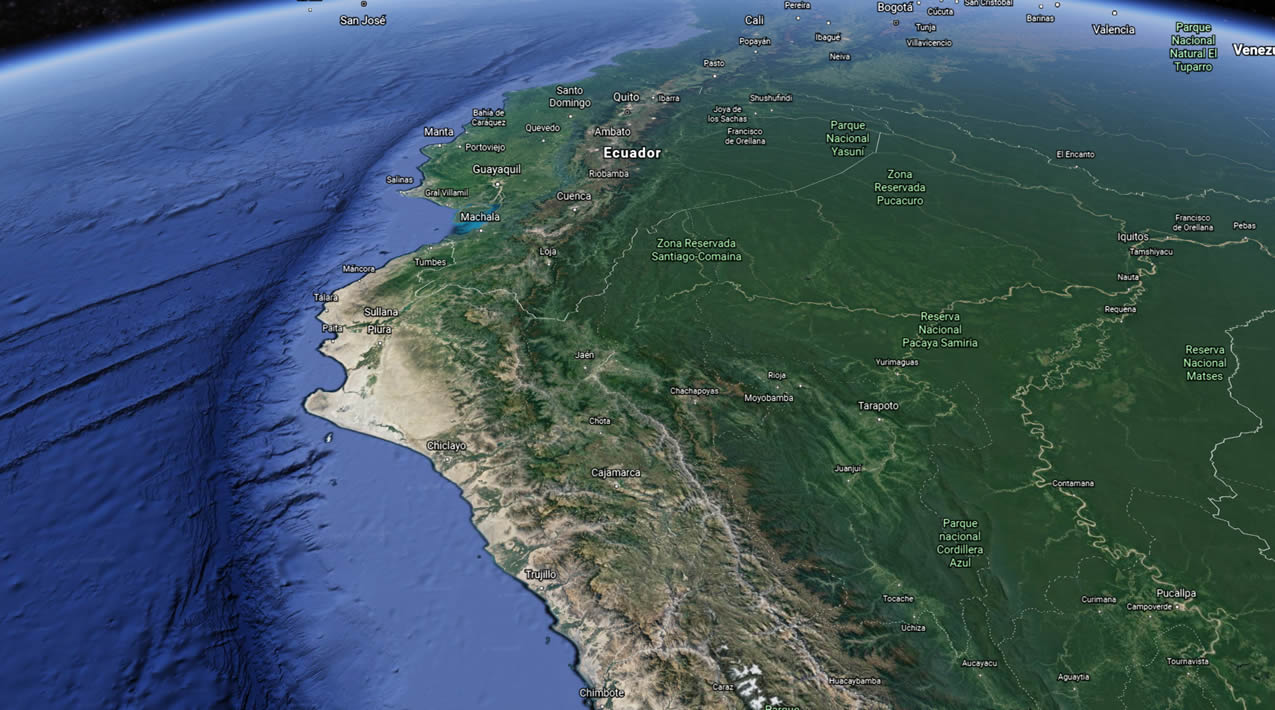 San José
Pereira
Bogotá
Cúcuta
San Cristóbal
Cali
Barinas
Valencia
Ibagué
Tunja
Popayán
Villavicencio
Neiva
Parque
Nacional
Natural El
Tuparro
Venezu
Pasto
Santo
Domingo
Quito
Ibarra
Shushufindi
Joya de
los Sachas
Bahía de
Caráquez
Quevedo
Ambato
Francisco
de Orellana
Parque
Nacional
Yasuní
Manta
Portoviejo
Ecuador
El Encanto
Guayaquil
Riobamba
Zona
Reservada
Pucacuro
Salinas
Gral Villamil
Cuenca
Machala
Francisco
de Orellana
Pebas
Iquitos
Tamshiyacu
Loja
Zona Reservada
Santiago-Comaina
Tumbes
Máncora
Nauta
Talara
Sullana
Requena
Paita
Piura
Reserva
Nacional
Pacaya Samiria
Reserva
Nacional
Matses
Jaén
Yurimaguas
Rioja
Chachapoyas
Moyobamba
Tarapoto
Chota
Chiclayo
Cajamarca
Juanjuí
Contamana
Parque
nacional
Cordillera
Azul
Trujillo
Tocache
Curimana
Pucallpa
Campoverde
Uchiza
Aucayacu
Tournavista
Aguaytia
Huacaybamba
Caraz
Chimbote
Parque